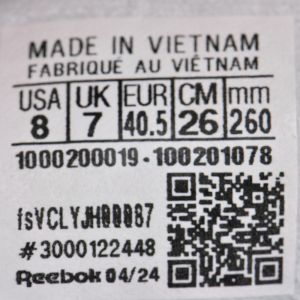 MADE IN VIETNAM
FABRIQUÉ AU VIÊTNAM
USA UK EUR CM mm
8 7 40.5 26 260
1000200019-100201078
fsVCLYJH00087
#3000122448
Reebok 04/24